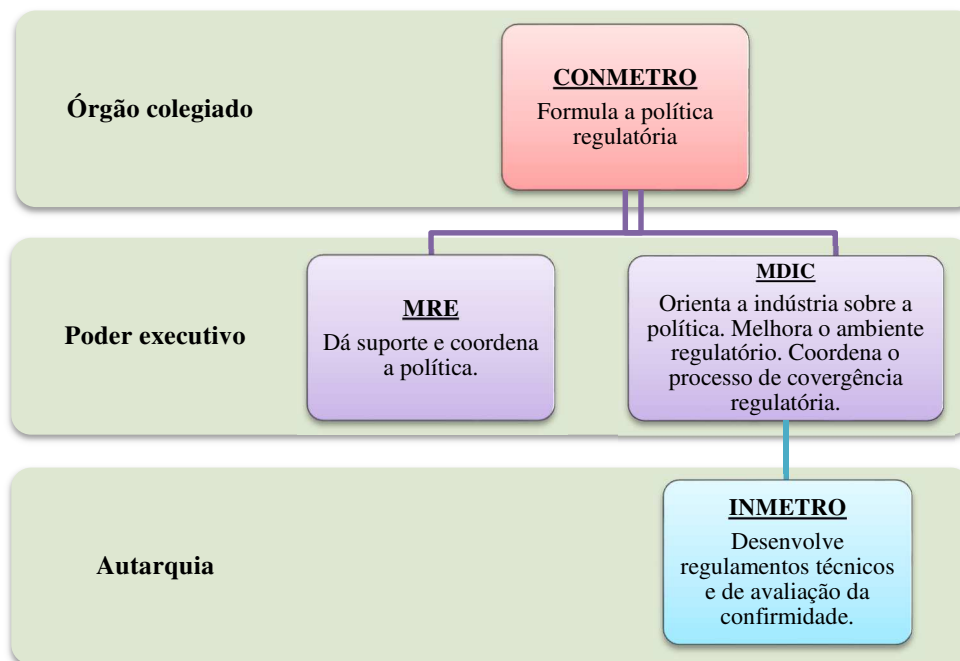 Órgão colegiado
CONMETRO
Formula a política
regulatória
Poder executivo
MRE
Dá suporte e coordena
a política.
MDIC
Orienta a indústria sobre a
política. Melhora o ambiente
regulatório. Coordena o
processo de covergência
regulatória.
Autarquia
INMETRO
Desenvolve
regulamentos técnicos
e de avaliação da
confirmidade.